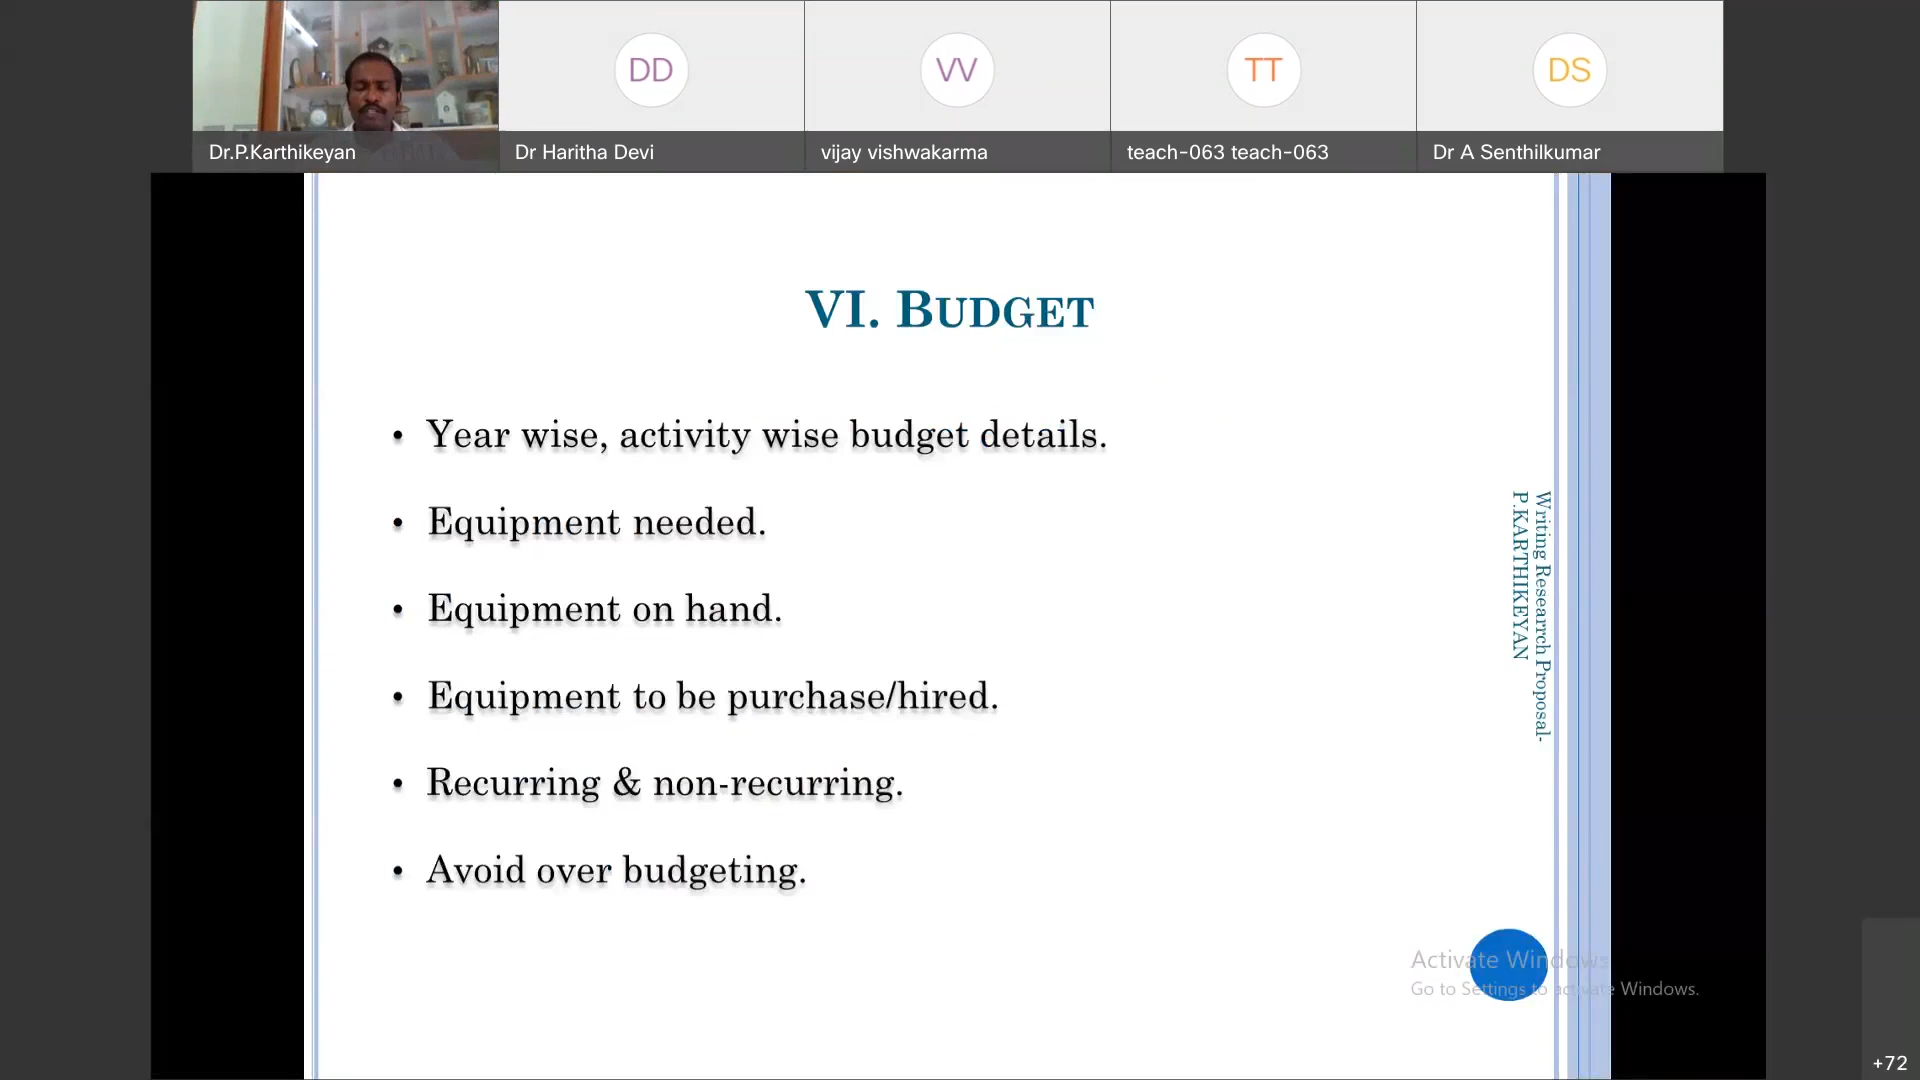 DD
VV
TT
DS
Dr.P.Karthikeyan
Dr Haritha Devi
vijay vishwakarma
teach-063 teach-063
Dr A Senthilkumar
VI. BUDGET
• Year wise, activity wise budget details.
• Equipment needed.
• Equipment on hand.
• Equipment to be purchase/hired.
• Recurring & non-recurring.
• Avoid over budgeting.
Writing Researrch Proposal-
P.KARTHIKEYAN
Activate Windows
Go to Settings to activate Windows.
+72